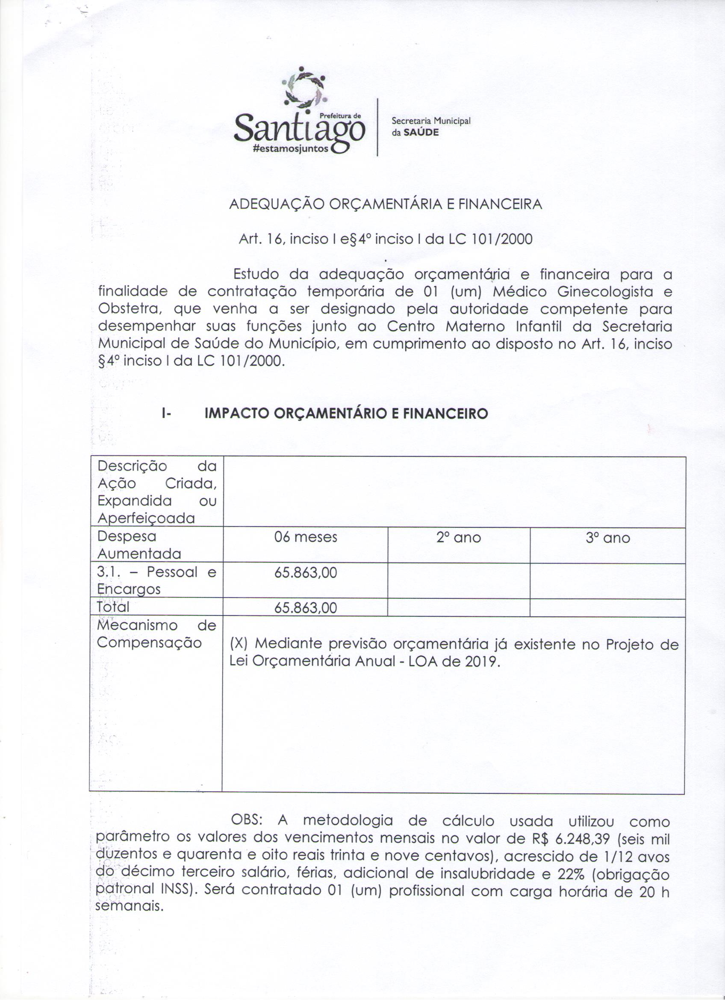 Prefeitura de
Santiago
#estamosjuntos
Secretaria Municipal
da SAÚDE
ADEQUAÇÃO ORÇAMENTÁRIA E FINANCEIRA
Art. 16, inciso I e§4º inciso I da LC 101/2000
Estudo da adequação orçamentária e financeira para a
finalidade de contratação temporária de 01 (um) Médico Ginecologista e
Obstetra, que venha a ser designado pela autoridade competente para
desempenhar suas funções junto ao Centro Materno Infantil da Secretaria
Municipal de Saúde do Município, em cumprimento ao disposto no Art. 16, inciso
§4º inciso I da LC 101/2000.
I- IMPACTO ORÇAMENTÁRIO E FINANCEIRO
Descrição da
Ação Criada,
Expandida ou
Aperfeiçoada
Despesa
Aumentada
06 meses
2º ano
3º ano
3.1. – Pessoal e
Encargos
65.863,00
Total
65.863,00
Mecanismo de
Compensação
(X) Mediante previsão orçamentária já existente no Projeto de
Lei Orçamentária Anual - LOA de 2019.
OBS: A metodologia de cálculo usada utilizou como
parâmetro os valores dos vencimentos mensais no valor de R$ 6.248,39 (seis mil
duzentos e quarenta e oito reais trinta e nove centavos), acrescido de 1/12 avos
do décimo terceiro salário, férias, adicional de insalubridade e 22% (obrigação
patronal INSS). Será contratado 01 (um) profissional com carga horária de 20 h
semanais.